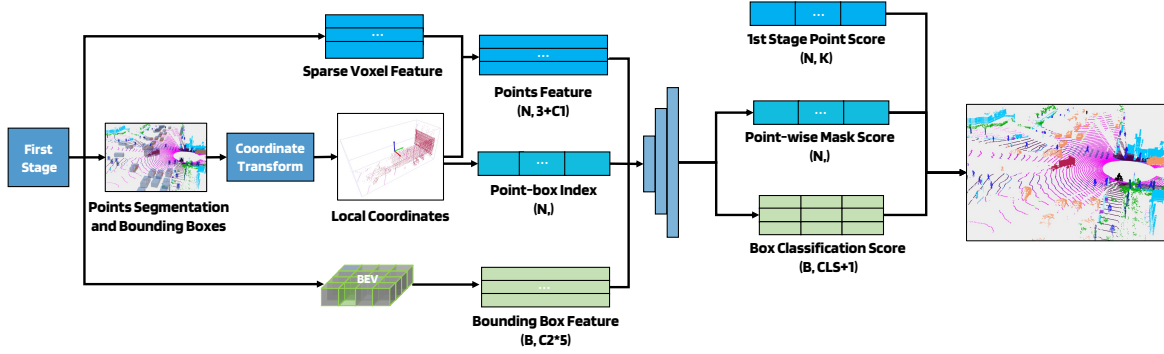 First
Stage
Points Segmentation
and Bounding Boxes
Coordinate
Transform
...
Sparse Voxel Feature
Local Coordinates
BEV
...
Points Feature
(N, 3+C1)
...
Point-box Index
(N,)
...
Bounding Box Feature
(B, C2*5)
...
1st Stage Point Score
(N, K)
...
Point-wise Mask Score
(N,)
Box Classification Score
(B, CLS+1)